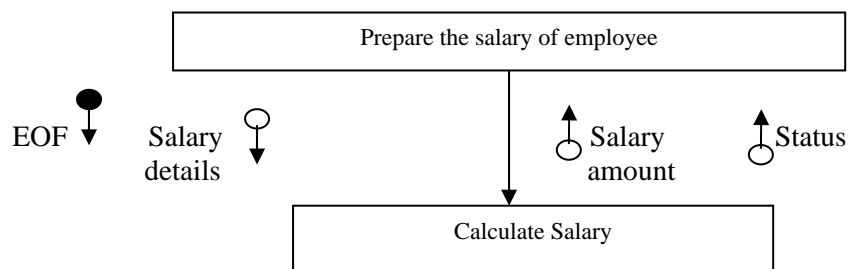 Prepare the salary of employee
EOF
Salary
details
Salary
amount
Status
Calculate Salary